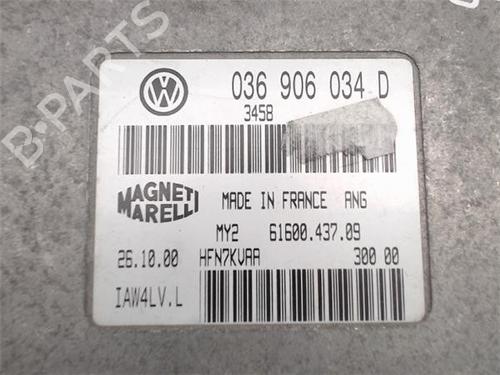 B-PARTS
036 906 034 D
3458
MAGNETI MARELLI
MADE IN FRANCE ANG
MY2 61600.437.09
26.10.00 HFN7KVAA 300 00
IAW4LV.L